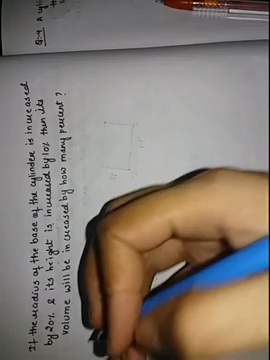 If the radius of the base of the cylinder is increased
by 20% & its height is increased by 10% then its
volume will be increased by how many percent ?
Q-4 A